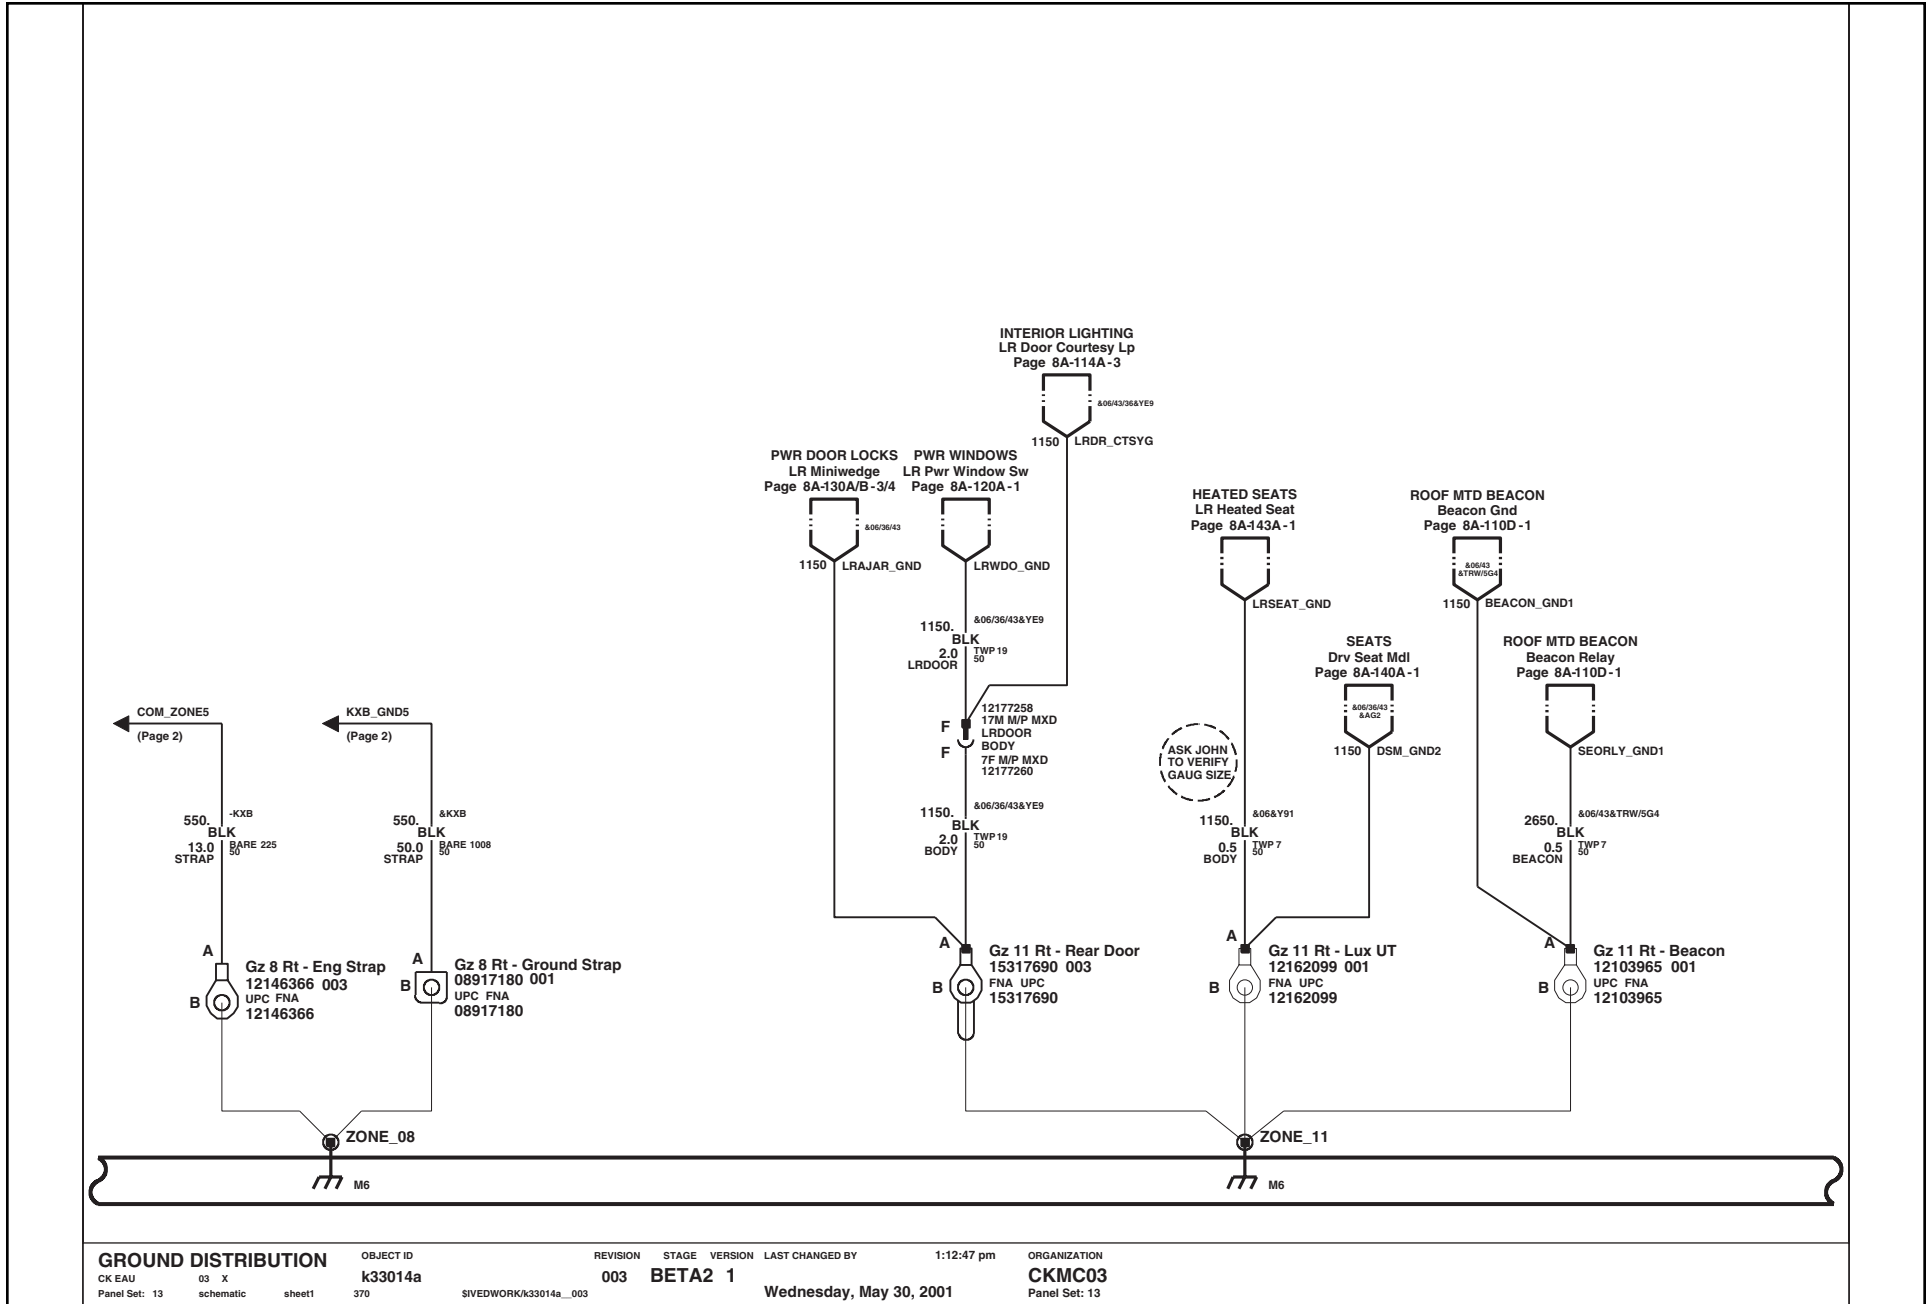 INTERIOR LIGHTING
LR Door Courtesy Lp
Page 8A-114A-3
&06/43/36&YE9
1150 LRDR_CTSYG
PWR DOOR LOCKS
LR Miniwedge
Page 8A-130A/B-3/4
&06/36/43
1150 LRAJAR_GND
PWR WINDOWS
LR Pwr Window Sw
Page 8A-120A-1
LRWDO_GND
1150.
&06/36/43&YE9
BLK
2.0
TWP 19
50
LRDOOR
HEATED SEATS
LR Heated Seat
Page 8A-143A-1
LRSEAT_GND
ROOF MTD BEACON
Beacon Gnd
Page 8A-110D-1
&06/43
&TRW/5G4
1150 BEACON_GND1
SEATS
Drv Seat Mdl
Page 8A-140A-1
&06/36/43
&AG2
1150 DSM_GND2
ROOF MTD BEACON
Beacon Relay
Page 8A-110D-1
SEORLY_GND1
COM_ZONE5
(Page 2)
KXB_GND5
(Page 2)
F
F
12177258
17M M/P MXD
LRDOOR
BODY
7F M/P MXD
12177260
ASK JOHN
TO VERIFY
GAUG SIZE
550.
-KXB
BLK
13.0
BARE 225
50
STRAP
550.
&KXB
BLK
50.0
BARE 1008
50
STRAP
1150.
&06/36/43&YE9
BLK
2.0
TWP 19
50
BODY
1150.
&06&Y91
BLK
0.5
TWP 7
50
BODY
2650.
&06/43&TRW/5G4
BLK
0.5
TWP 7
50
BEACON
A
B
Gz 8 Rt - Eng Strap
12146366 003
UPC FNA
12146366
A
B
Gz 8 Rt - Ground Strap
08917180 001
UPC FNA
08917180
A
B
Gz 11 Rt - Rear Door
15317690 003
FNA UPC
15317690
A
B
Gz 11 Rt - Lux UT
12162099 001
FNA UPC
12162099
A
B
Gz 11 Rt - Beacon
12103965 001
UPC FNA
12103965
ZONE_08
ZONE_11
M6
M6
GROUND DISTRIBUTION
CK EAU 03 X
Panel Set: 13 schematic sheet1 370 $IVEDWORK/k33014a__003
OBJECT ID
k33014a
REVISION STAGE VERSION LAST CHANGED BY 1:12:47 pm
003 BETA2 1
Wednesday, May 30, 2001
ORGANIZATION
CKMC03
Panel Set: 13